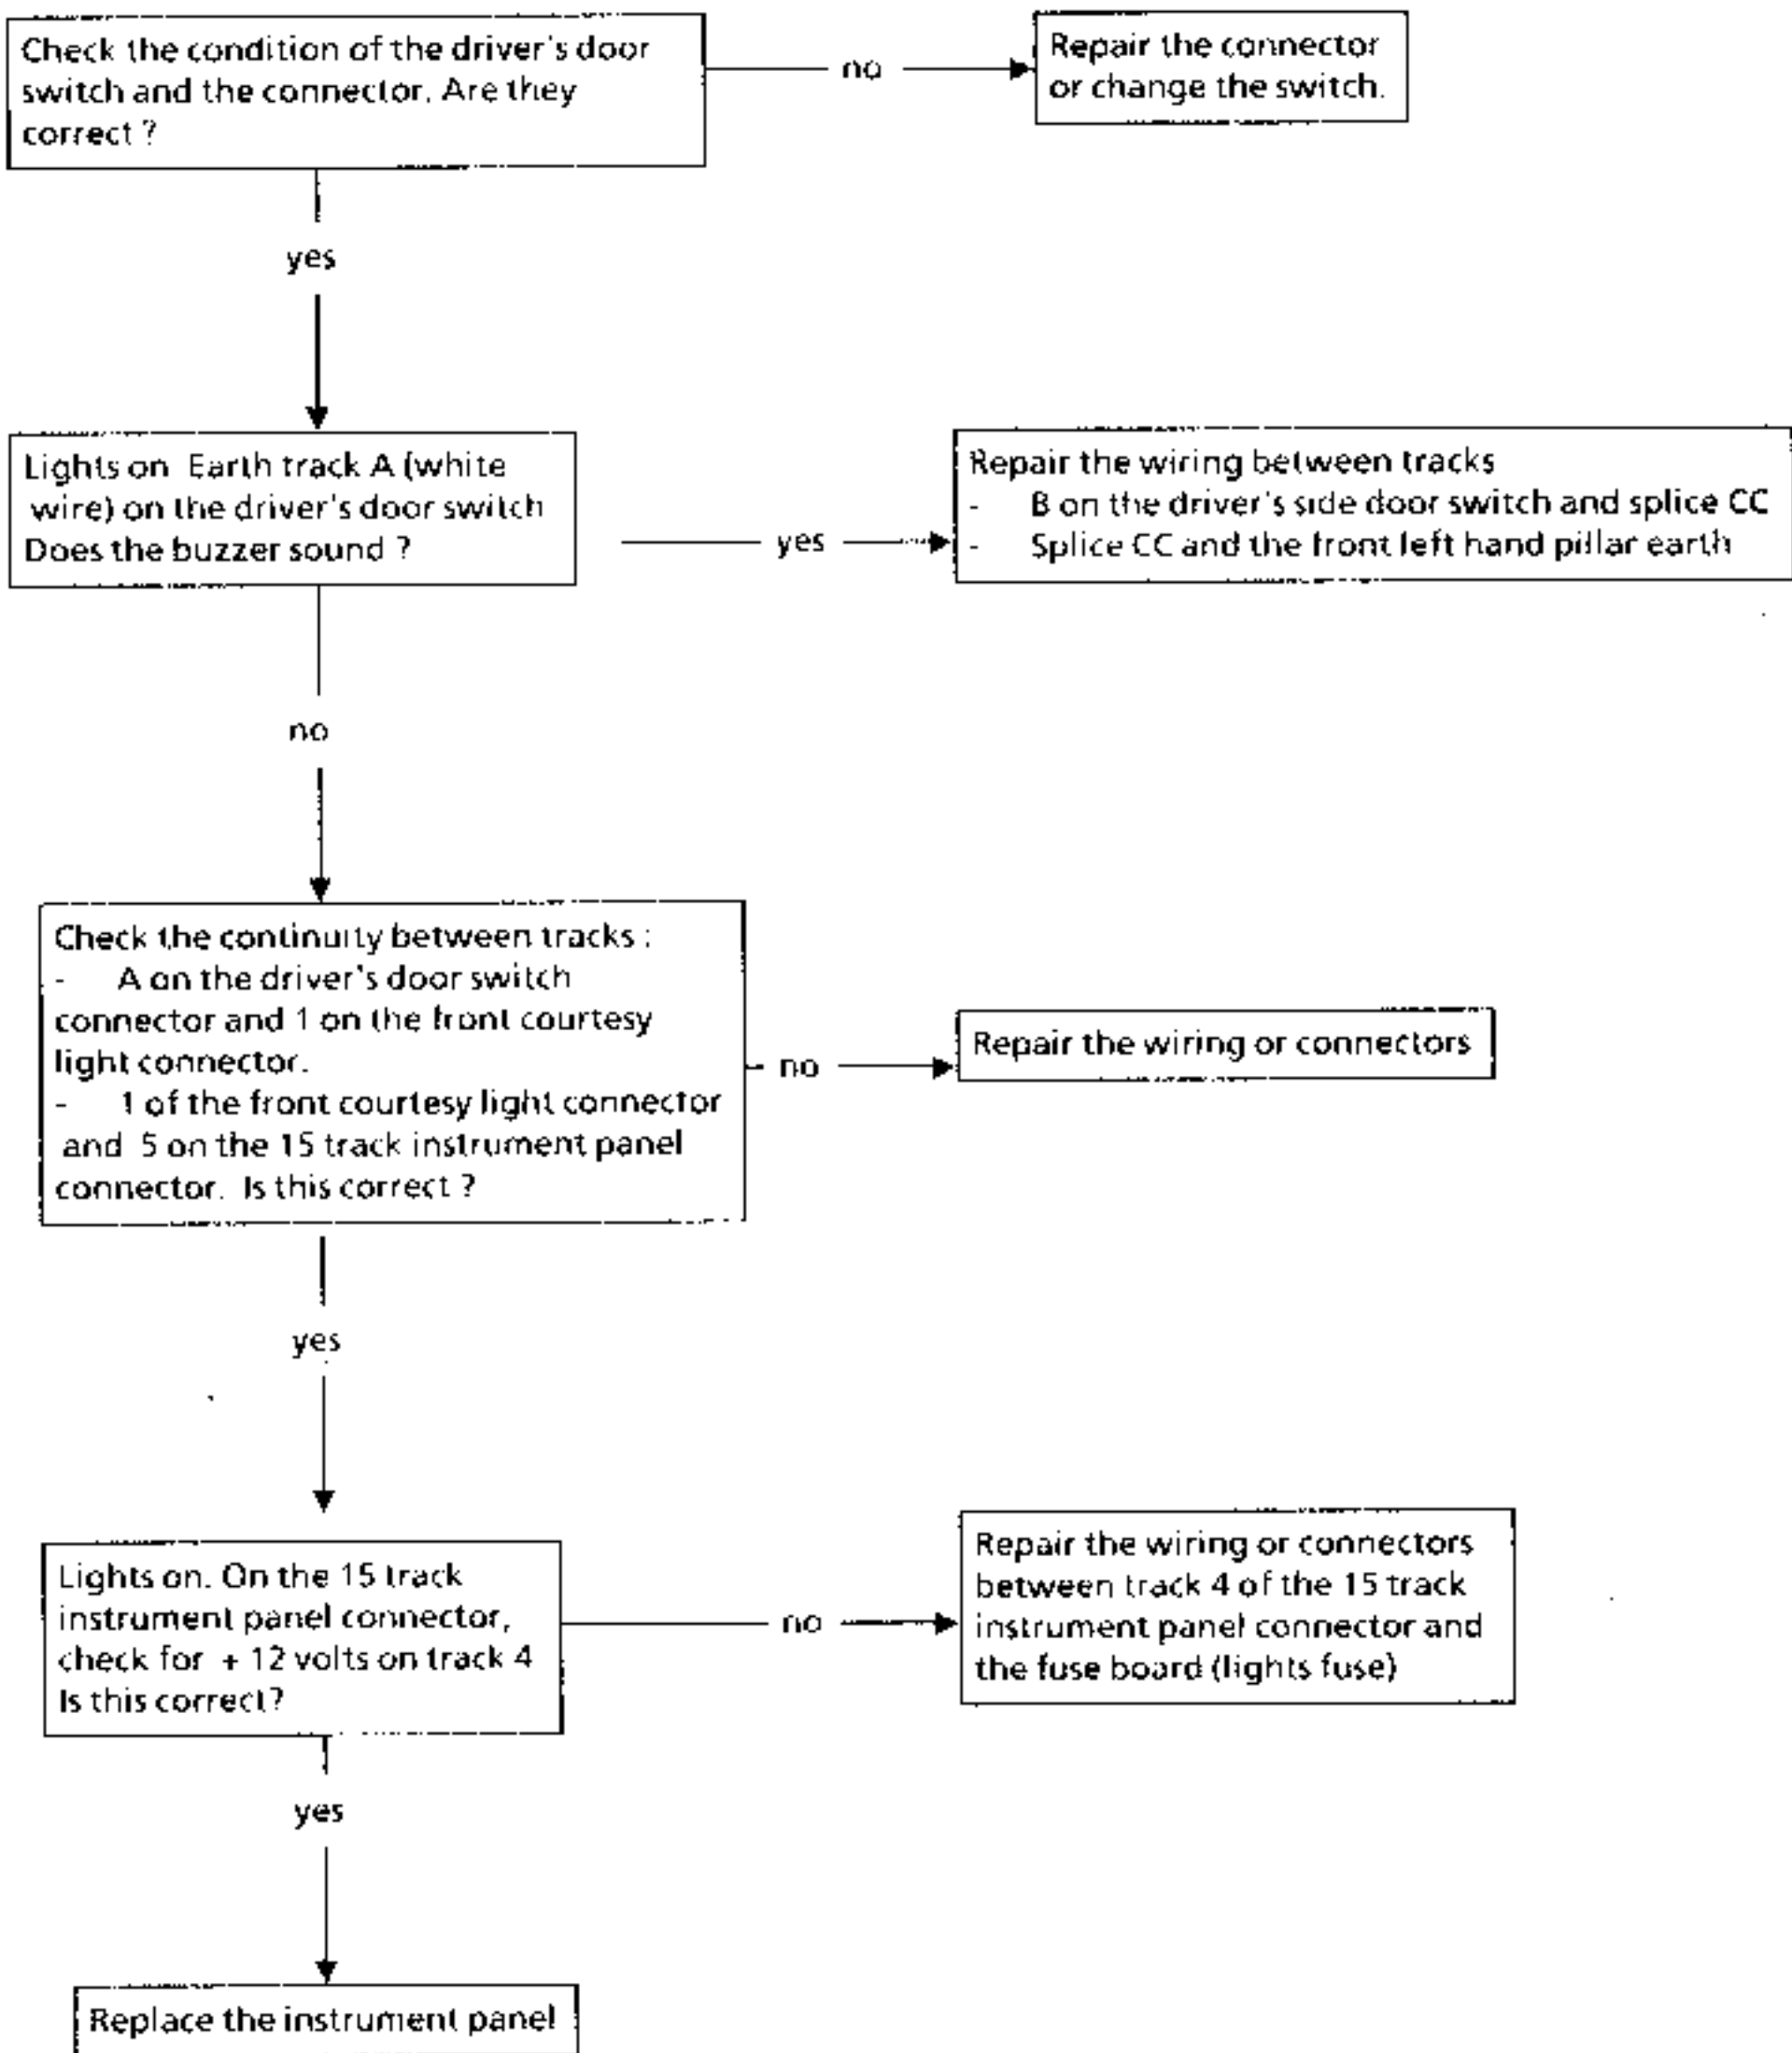 Check the condition of the driver's door
switch and the connector. Are they
correct ?
no
Repair the connector
or change the switch.
yes
Lights on Earth track A (white
wire) on the driver's door switch
Does the buzzer sound ?
yes
Repair the wiring between tracks
- B on the driver's side door switch and splice CC
- Splice CC and the front left hand pillar earth
no
Check the continuity between tracks :
- A on the driver's door switch
connector and 1 on the front courtesy
light connector.
- 1 of the front courtesy light connector
and 5 on the 15 track instrument panel
connector. Is this correct ?
no
Repair the wiring or connectors
yes
Lights on. On the 15 track
instrument panel connector,
check for + 12 volts on track 4
Is this correct?
no
Repair the wiring or connectors
between track 4 of the 15 track
instrument panel connector and
the fuse board (lights fuse)
yes
Replace the instrument panel